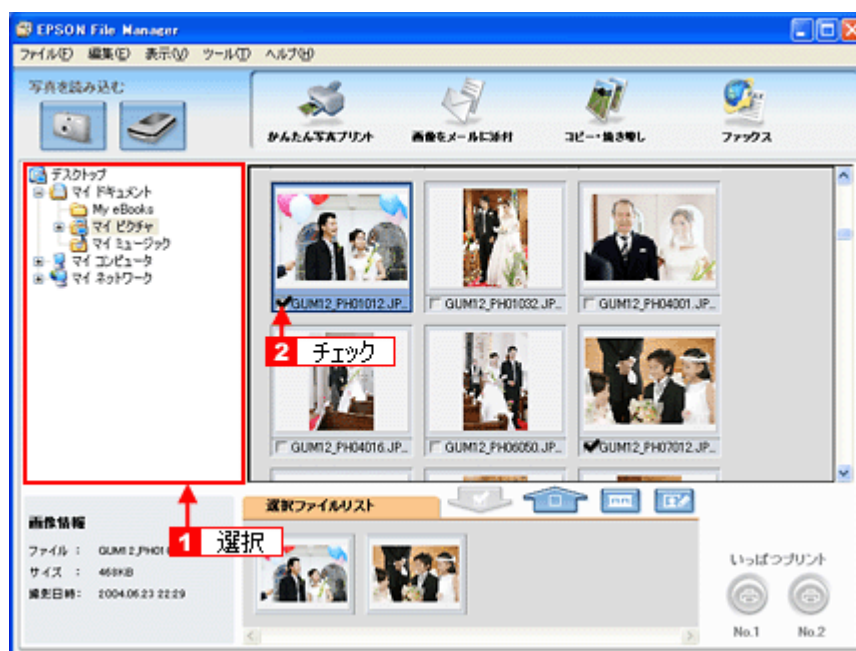 EPSON File Manager
ファイル(F) 編集(E) 表示(V) ツール(T) ヘルプ(H)
写真を読み込む
かんたん写真プリント 画像をメールに添付 コピー・焼き増し ファックス
デスクトップ
マイ ドキュメント
My eBooks
マイ ピクチャ
マイ ミュージック
マイ コンピュータ
マイ ネットワーク
GUM12_PH01012.JP... GUM12_PH01032.JP... GUM12_PH04001.JP...
2 チェック
GUM12_PH04016.JP... GUM12_PH06050.JP... GUM12_PH07012.JP...
選択ファイルリスト
1 選択
画像情報
ファイル : GUM12_PH01
サイズ : 468KB
撮影日時: 2004.06.23 22:29
いっぱつプリント
No.1 No.2